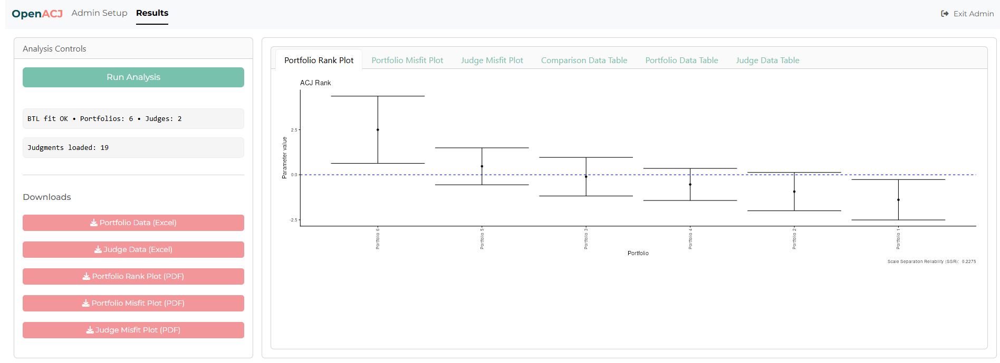 OpenACJ Admin Setup Results Exit Admin
Analysis Controls
Run Analysis
BTL fit OK • Portfolios: 6 • Judges: 2
Judgments loaded: 19
Downloads
Portfolio Data (Excel)
Judge Data (Excel)
Portfolio Rank Plot (PDF)
Portfolio Misfit Plot (PDF)
Judge Misfit Plot (PDF)
Portfolio Rank Plot Portfolio Misfit Plot Judge Misfit Plot Comparison Data Table Portfolio Data Table Judge Data Table
ACJ Rank
Parameter value
2.5
0.0
-2.5
Portfolio 6
Portfolio 5
Portfolio 3
Portfolio 4
Portfolio 2
Portfolio 1
Portfolio
Scale Separation Reliability (SSR): 0.2275